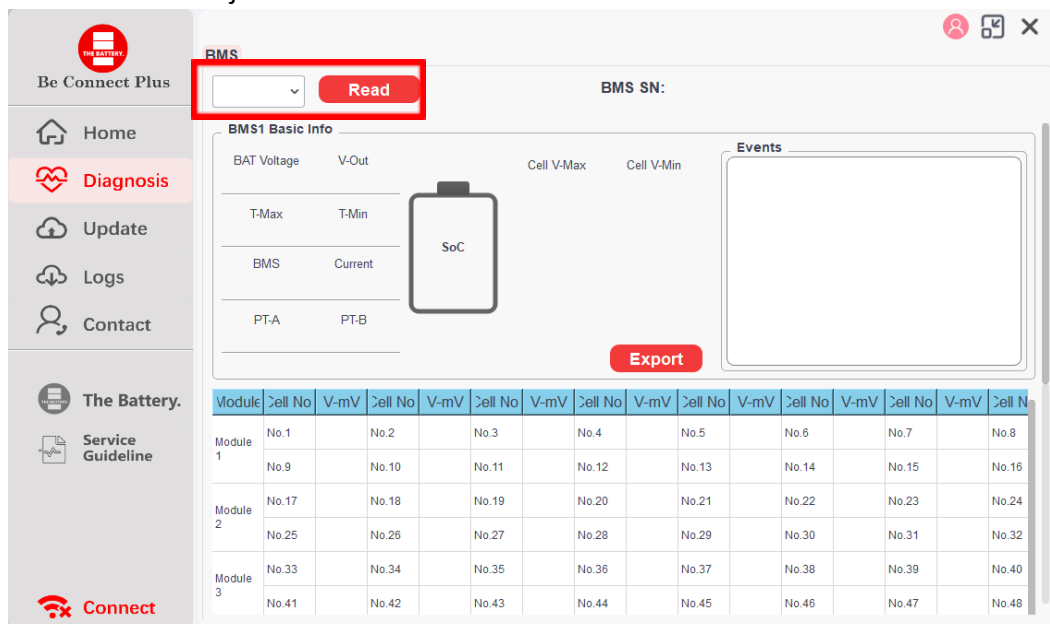 THE BATTERY.
Be Connect Plus
Home
Diagnosis
Update
Logs
Contact
The Battery.
Service
Guideline
Connect
BMS
Read
BMS SN:
BMS1 Basic Info
BAT Voltage V-Out
T-Max T-Min
BMS Current
PT-A PT-B
SoC
Cell V-Max Cell V-Min
Export
Events
Module Cell No V-mV Cell No V-mV Cell No V-mV Cell No V-mV Cell No V-mV Cell No V-mV Cell No V-mV Cell N
Module 1
No.1 No.2 No.3 No.4 No.5 No.6 No.7 No.8
No.9 No.10 No.11 No.12 No.13 No.14 No.15 No.16
Module 2
No.17 No.18 No.19 No.20 No.21 No.22 No.23 No.24
No.25 No.26 No.27 No.28 No.29 No.30 No.31 No.32
Module 3
No.33 No.34 No.35 No.36 No.37 No.38 No.39 No.40
No.41 No.42 No.43 No.44 No.45 No.46 No.47 No.48